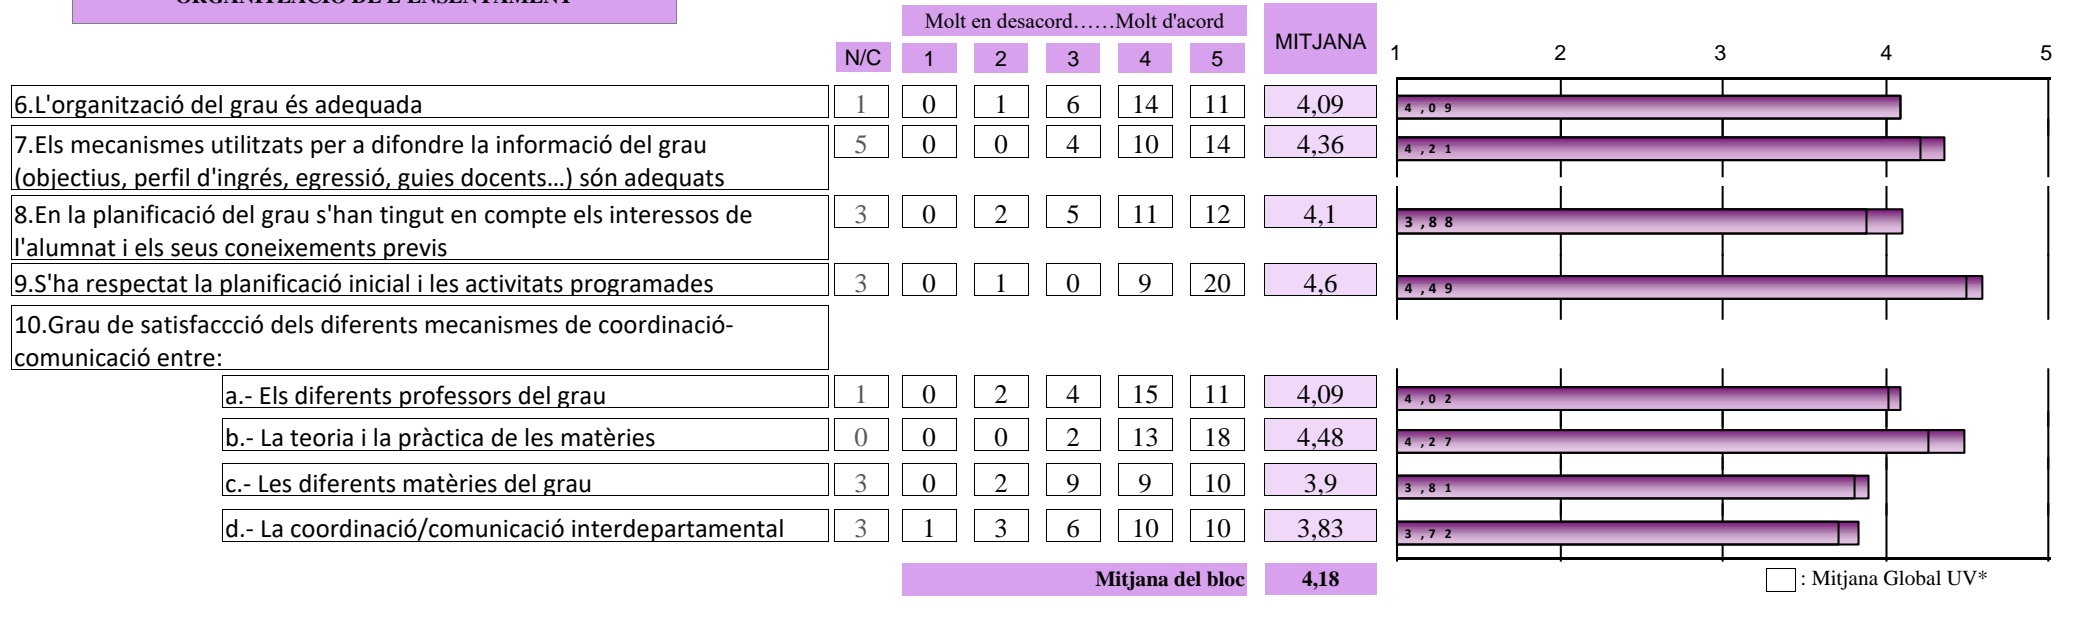 Molt en desacord……Molt d'acord
MITJANA
N/C 1 2 3 4 5
1 2 3 4 5
6.L'organització del grau és adequada 1 0 1 6 14 11 4,09 4,09
7.Els mecanismes utilitzats per a difondre la informació del grau 5 0 0 4 10 14 4,36 4,21
(objectius, perfil d'ingrés, egressió, guies docents...) són adequats
8.En la planificació del grau s'han tingut en compte els interessos de 3 0 2 5 11 12 4,1 3,88
l'alumnat i els seus coneixements previs
9.S'ha respectat la planificació inicial i les activitats programades 3 0 1 0 9 20 4,6 4,49
10.Grau de satisfaccció dels diferents mecanismes de coordinació-
comunicació entre:
a.- Els diferents professors del grau 1 0 2 4 15 11 4,09 4,02
b.- La teoria i la pràctica de les matèries 0 0 0 2 13 18 4,48 4,27
c.- Les diferents matèries del grau 3 0 2 9 9 10 3,9 3,81
d.- La coordinació/comunicació interdepartamental 3 1 3 6 10 10 3,83 3,72
Mitjana del bloc 4,18
: Mitjana Global UV*